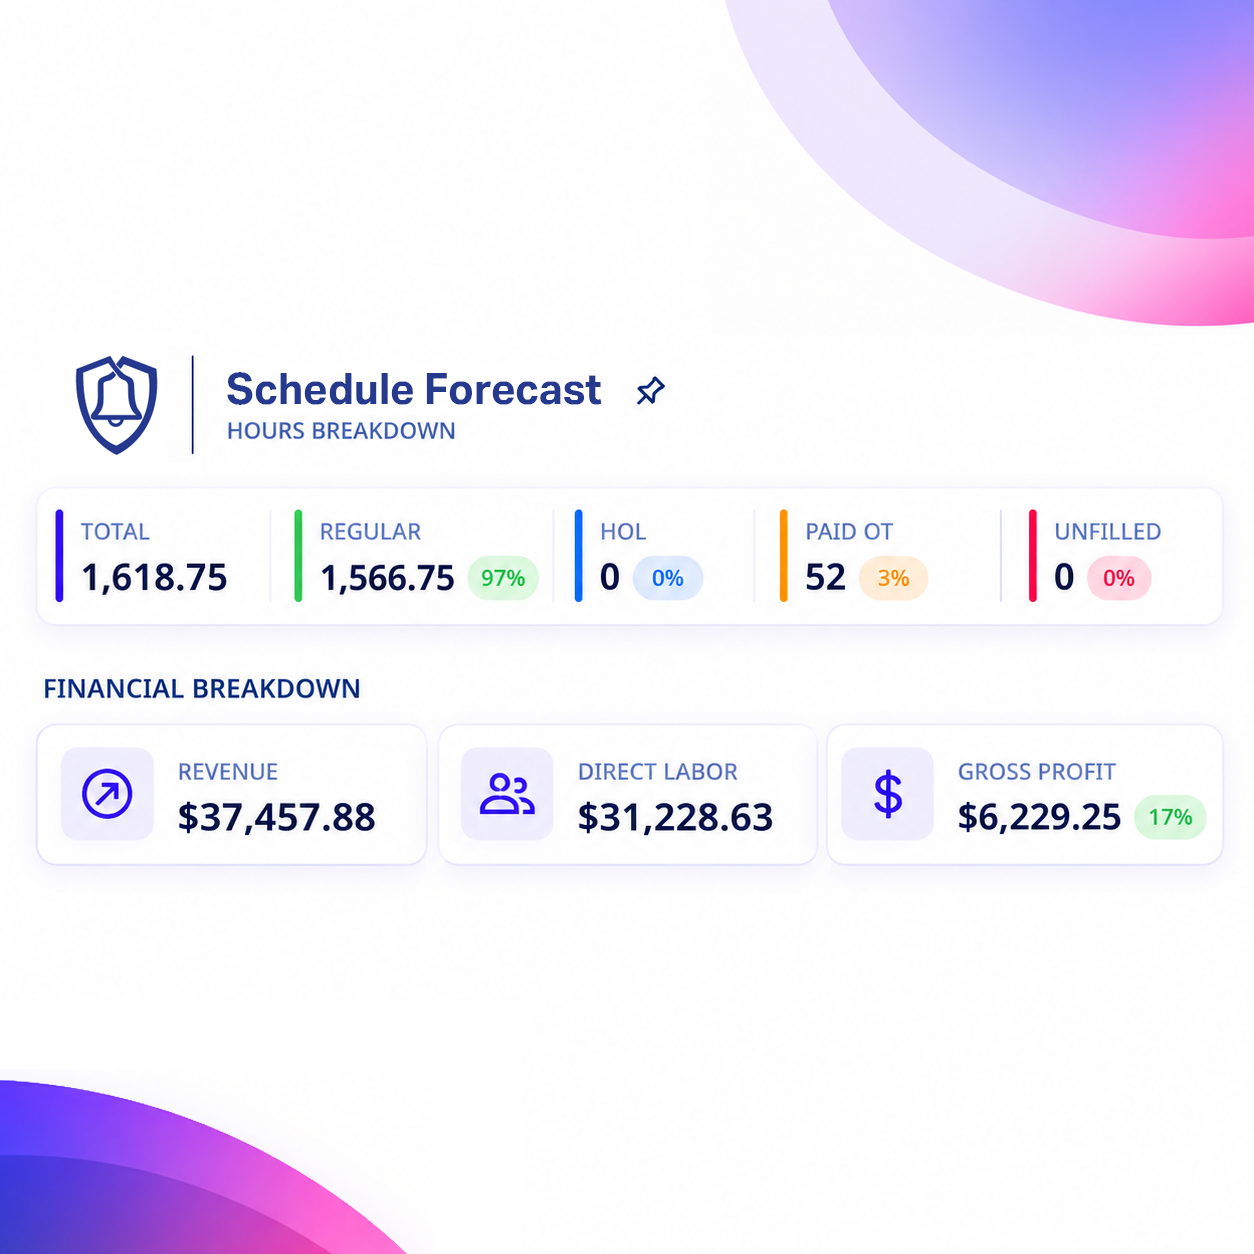 Schedule Forecast
HOURS BREAKDOWN
TOTAL
1,618.75
REGULAR
1,566.75 97%
HOL
0 0%
PAID OT
52 3%
UNFILLED
0 0%
FINANCIAL BREAKDOWN
REVENUE
$37,457.88
DIRECT LABOR
$31,228.63
GROSS PROFIT
$6,229.25 17%